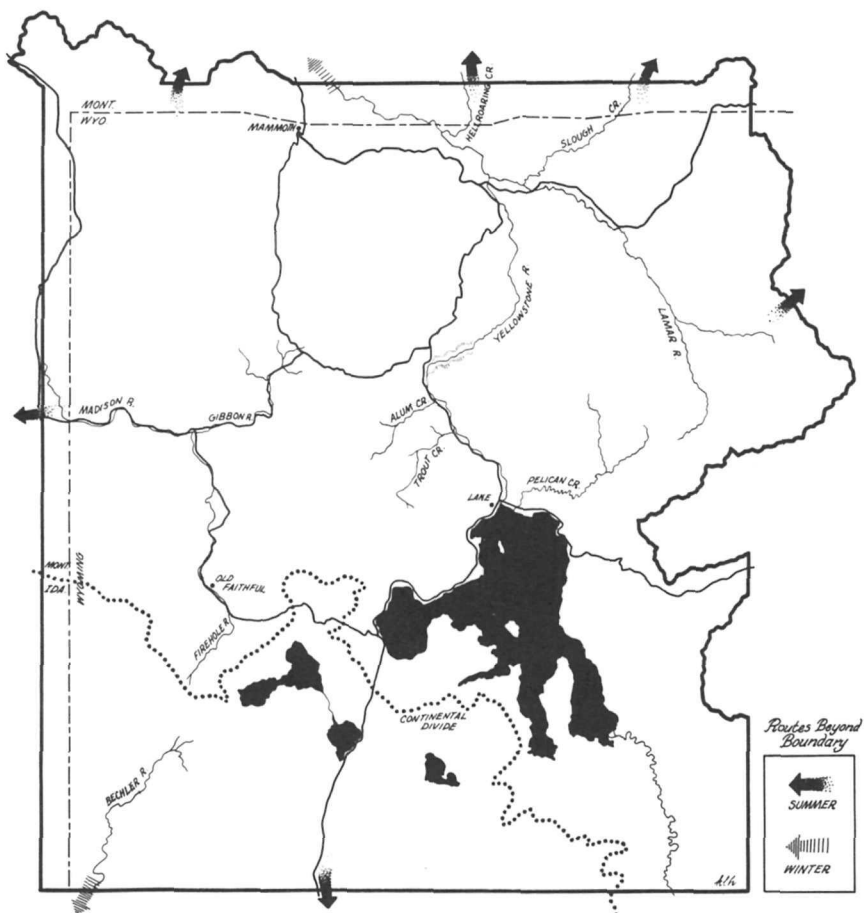 MONT.
WYO.
MAMMOTH
HELLROARING CR.
SLOUGH CR.
YELLOWSTONE R.
LAMAR R.
MADISON R.
GIBBON R.
ALUM CR.
TROUT CR.
PELICAN CR.
LAKE
MONT.
IDA.
WYOMING
OLD
FAITHFUL
FIREHOLE R.
CONTINENTAL
DIVIDE
BECHLER R.
Routes Beyond
Boundary
SUMMER
WINTER
klh